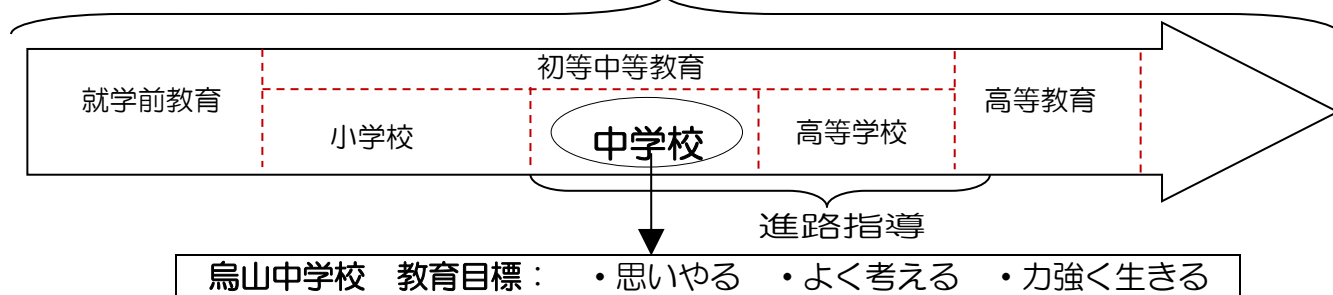 初等中等教育
就学前教育
小学校
中学校
高等学校
高等教育
進路指導
烏山中学校　教育目標：　・思いやる　・よく考える　・力強く生きる